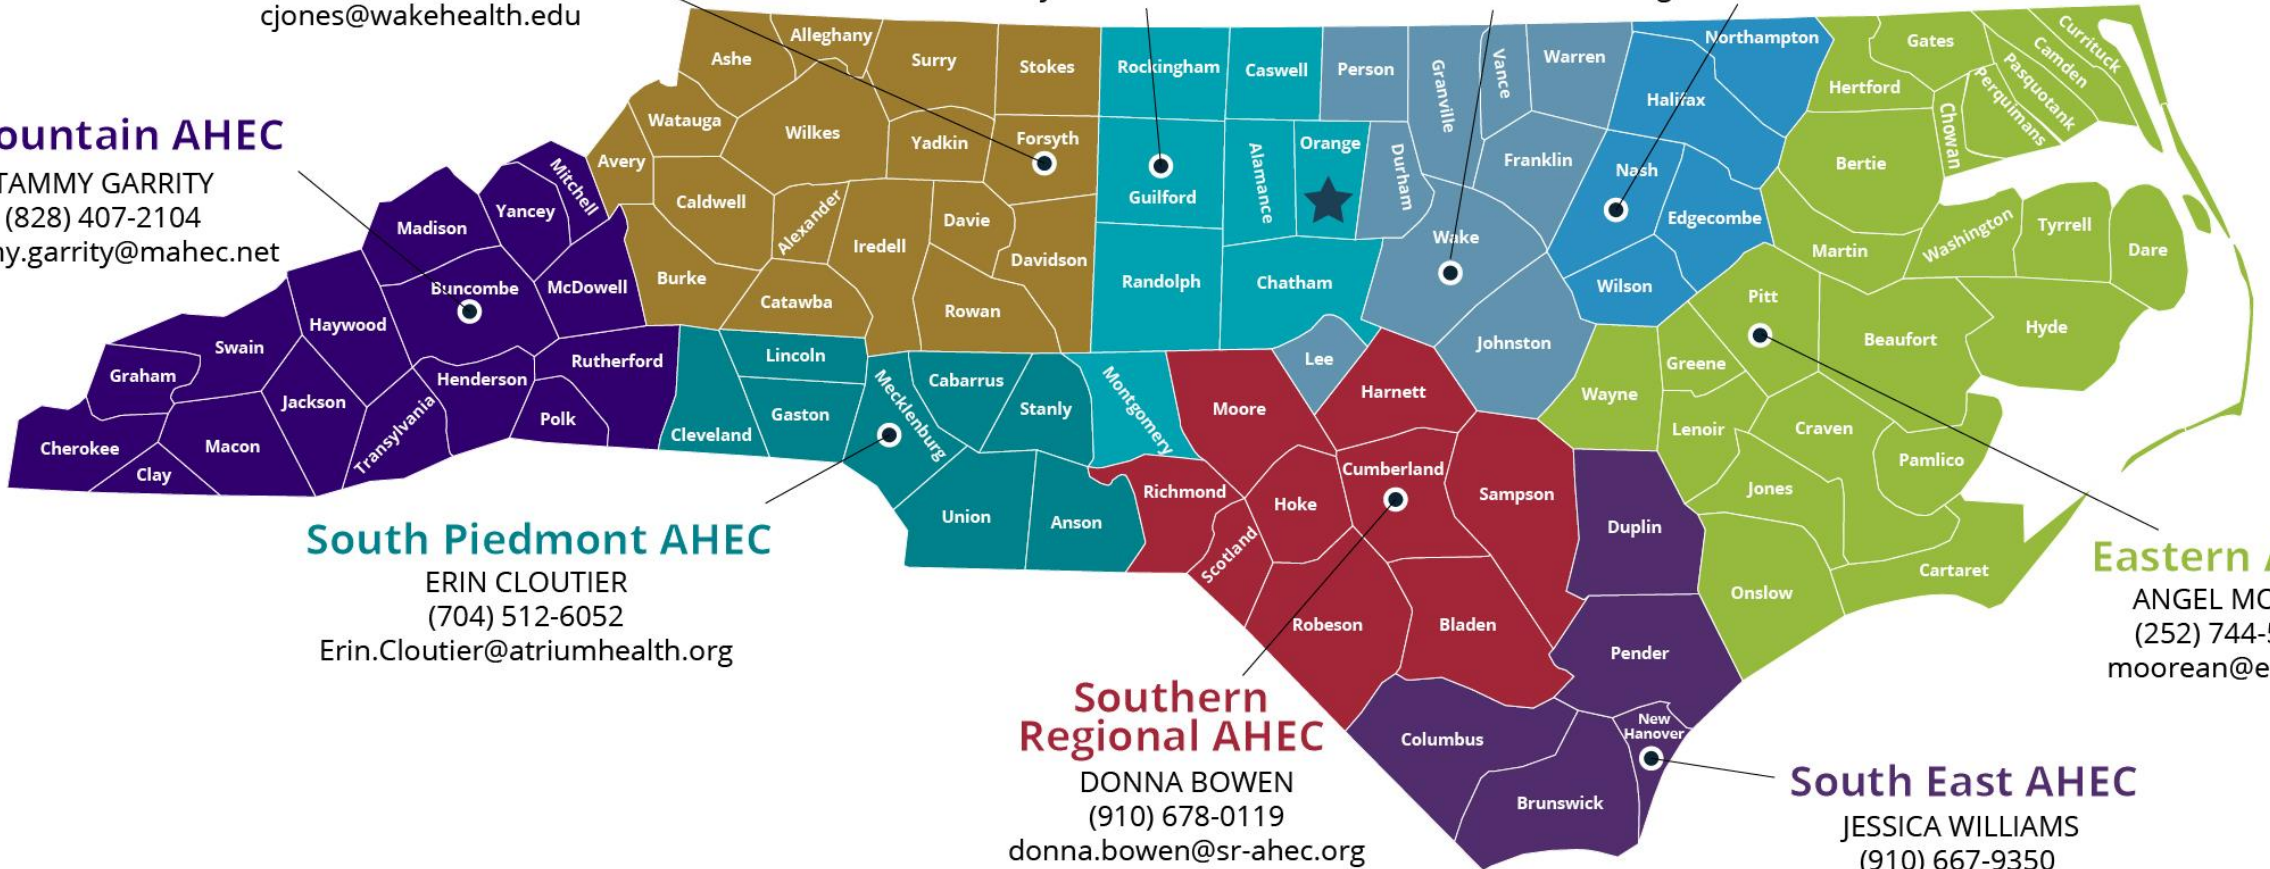 cjones@wakehealth.edu
ountain AHEC
TAMMY GARRITY
(828) 407-2104
ny.garrity@mahec.net
South Piedmont AHEC
ERIN CLOUTIER
(704) 512-6052
Erin.Cloutier@atriumhealth.org
Southern
Regional AHEC
DONNA BOWEN
(910) 678-0119
donna.bowen@sr-ahec.org
South East AHEC
JESSICA WILLIAMS
(910) 667-9350
Eastern
ANGEL MO
(252) 744-
moorean@e
Ashe
Alleghany
Surry
Stokes
Rockingham
Caswell
Person
Granville
Vance
Warren
Northampton
Gates
Currituck
Camden
Pasquotank
Perquimans
Hertford
Halifax
Chowan
Watauga
Wilkes
Yadkin
Forsyth
Guilford
Alamance
Orange
Durham
Franklin
Nash
Bertie
Avery
Mitchell
Yancey
Madison
Caldwell
Alexander
Iredell
Davie
Davidson
Randolph
Chatham
Wake
Edgecombe
Martin
Washington
Tyrrell
Dare
Buncombe
McDowell
Burke
Catawba
Rowan
Wilson
Pitt
Haywood
Swain
Graham
Cherokee
Clay
Macon
Jackson
Transylvania
Henderson
Polk
Rutherford
Cleveland
Lincoln
Gaston
Mecklenburg
Cabarrus
Stanly
Montgomery
Union
Anson
Moore
Lee
Harnett
Johnston
Wayne
Greene
Beaufort
Hyde
Lenoir
Craven
Pamlico
Jones
Richmond
Scotland
Hoke
Cumberland
Sampson
Duplin
Onslow
Cartaret
Robeson
Bladen
Pender
Columbus
Brunswick
New
Hanover